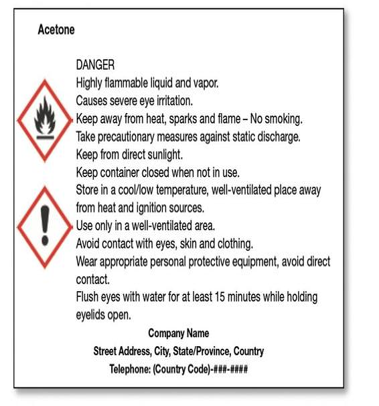 Acetone
DANGER
Highly flammable liquid and vapor.
Causes severe eye irritation.
Keep away from heat, sparks and flame – No smoking.
Take precautionary measures against static discharge.
Keep from direct sunlight.
Keep container closed when not in use.
Store in a cool/low temperature, well-ventilated place away
from heat and ignition sources.
Use only in a well-ventilated area.
Avoid contact with eyes, skin and clothing.
Wear appropriate personal protective equipment, avoid direct
contact.
Flush eyes with water for at least 15 minutes while holding
eyelids open.
Company Name
Street Address, City, State/Province, Country
Telephone: (Country Code)-###-####